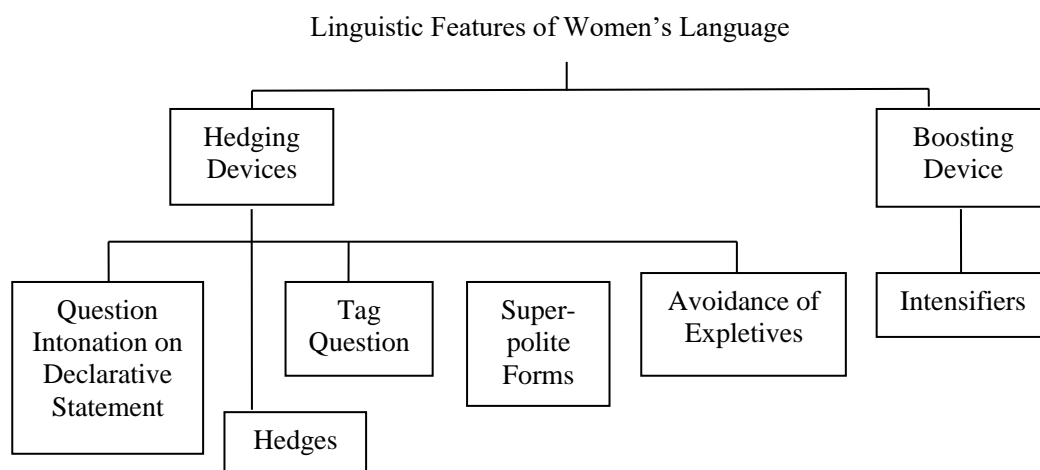 Linguistic Features of Women’s Language
Hedging
Devices
Boosting
Device
Question
Intonation on
Declarative
Statement
Hedges
Tag
Question
Super-
polite
Forms
Avoidance of
Expletives
Intensifiers